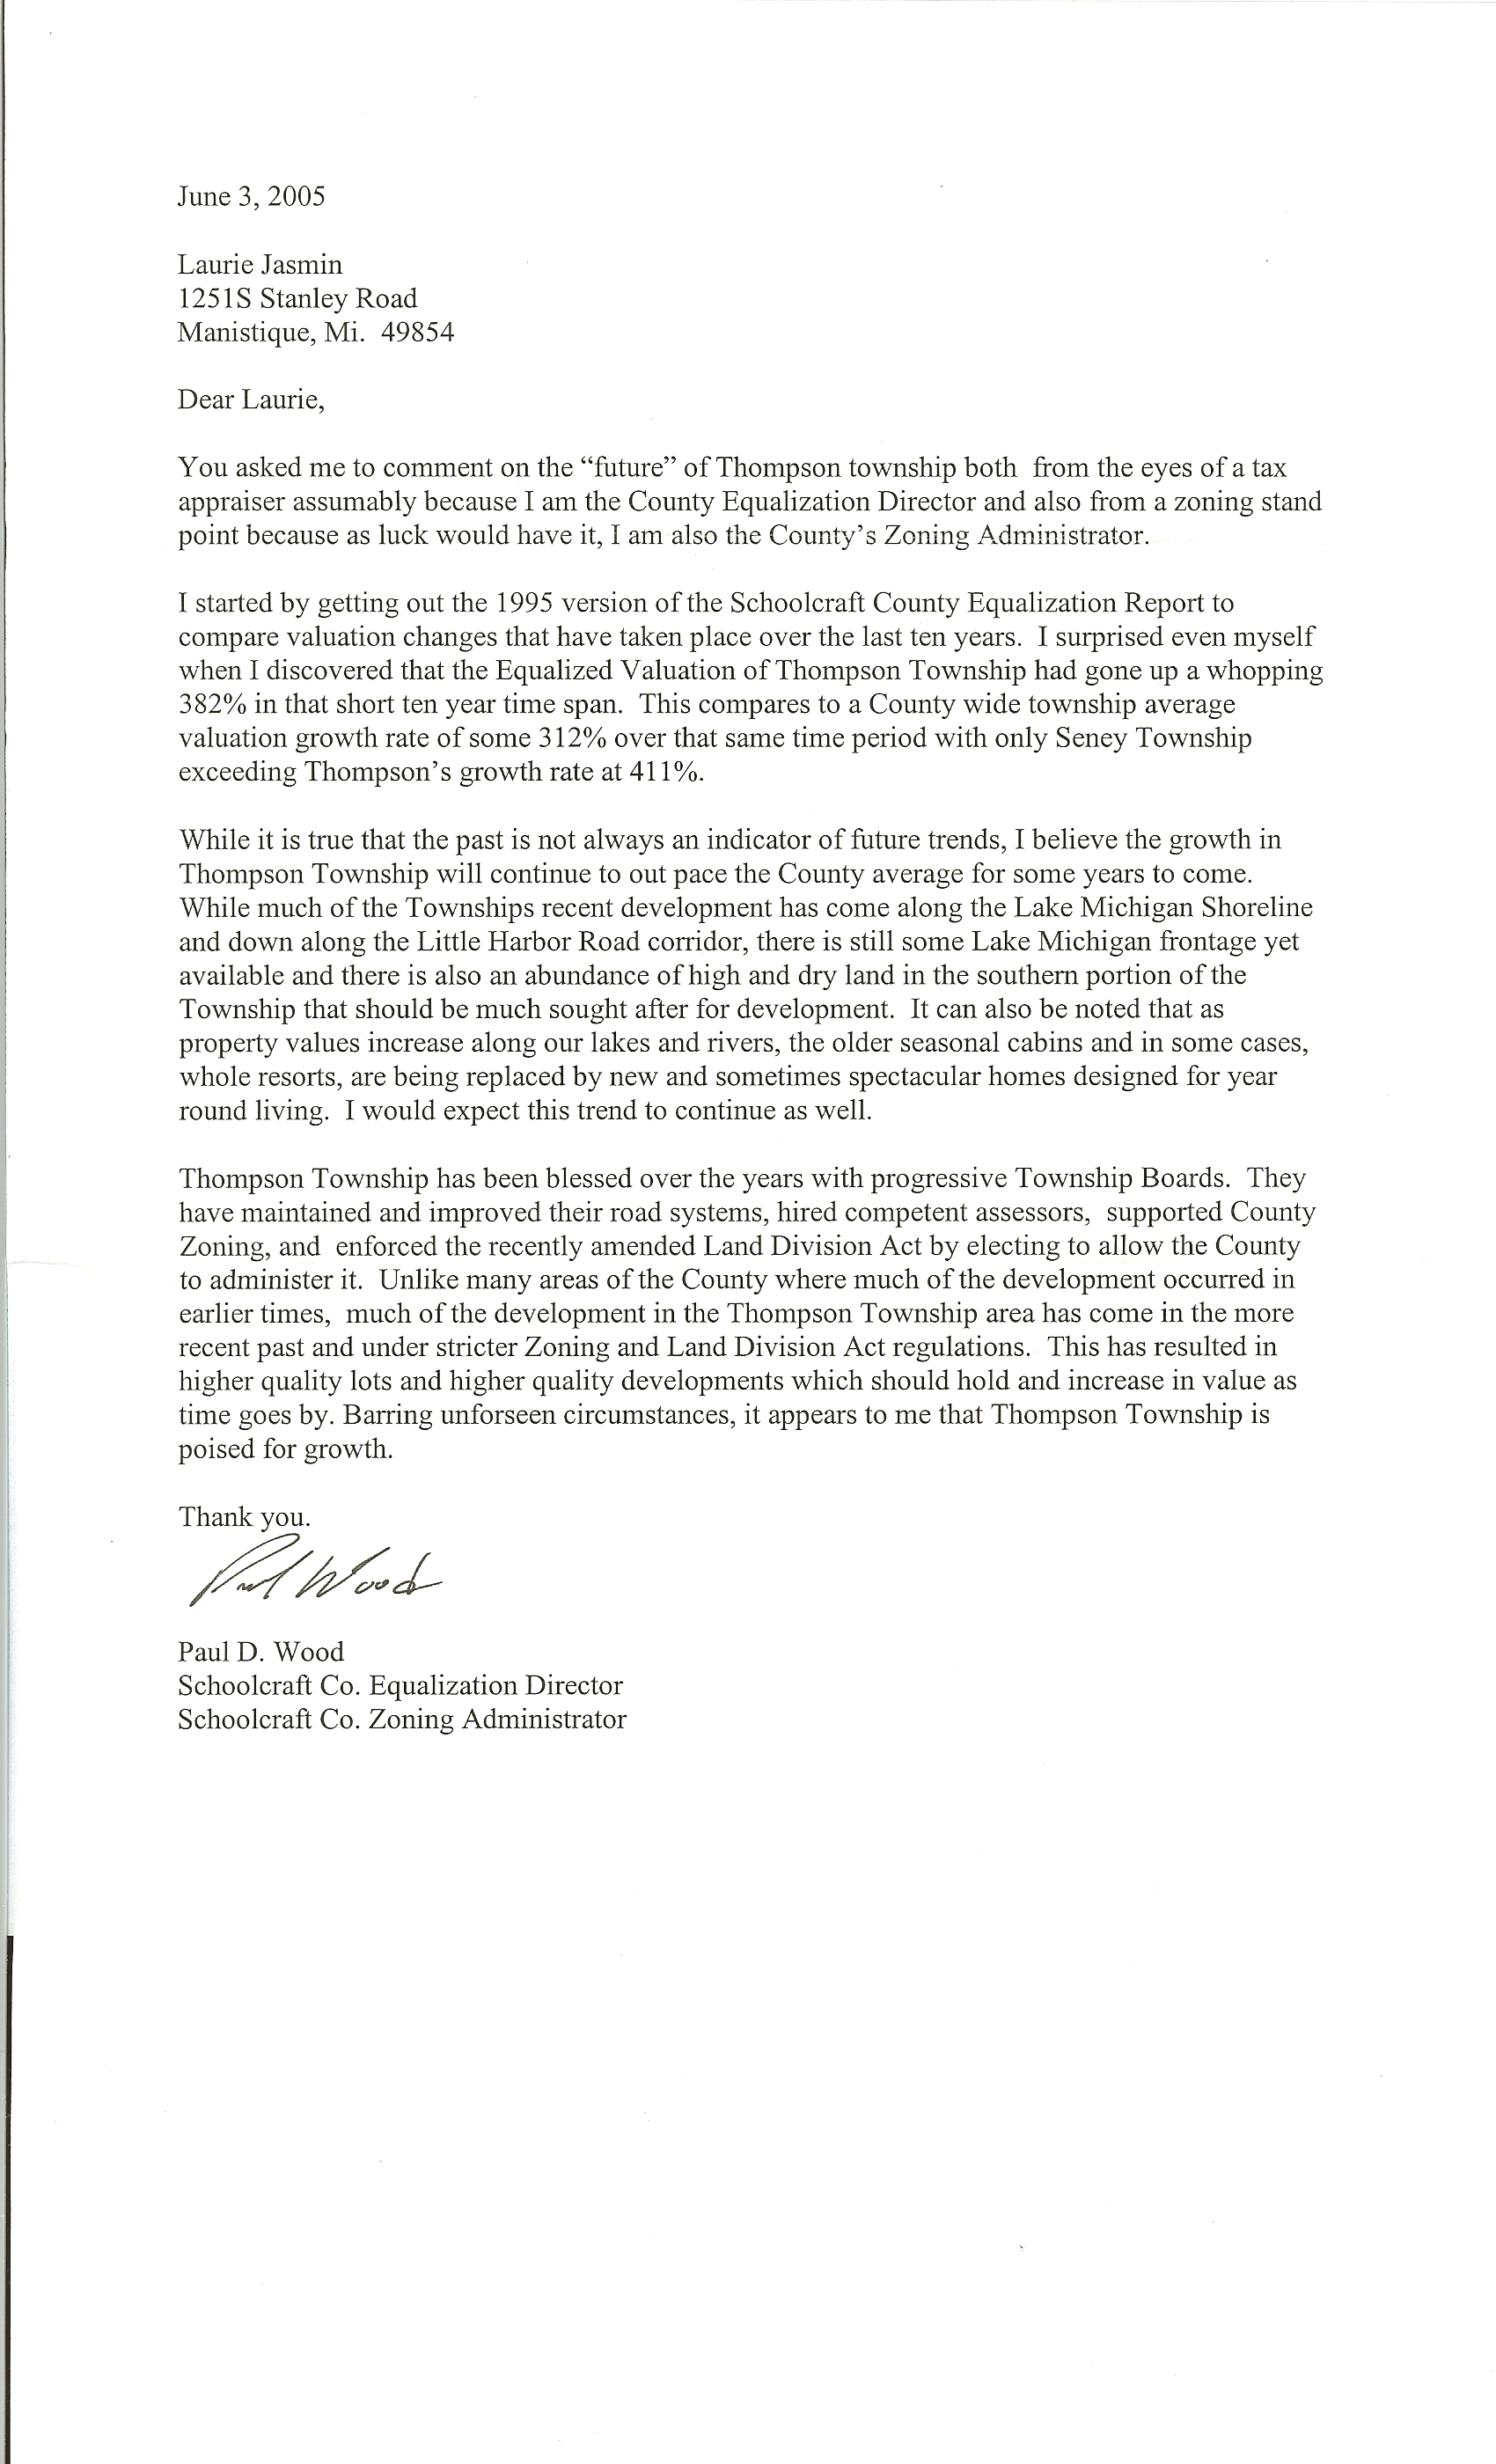 June 3, 2005
Laurie Jasmin
1251S Stanley Road
Manistique, Mi.  49854
Dear Laurie,
You asked me to comment on the “future” of Thompson township both  from the eyes of a tax
appraiser assumably because I am the County Equalization Director and also from a zoning stand
point because as luck would have it, I am also the County’s Zoning Administrator.
I started by getting out the 1995 version of the Schoolcraft County Equalization Report to
compare valuation changes that have taken place over the last ten years.  I surprised even myself
when I discovered that the Equalized Valuation of Thompson Township had gone up a whopping
382% in that short ten year time span.  This compares to a County wide township average
valuation growth rate of some 312% over that same time period with only Seney Township
exceeding Thompson’s growth rate at 411%.
While it is true that the past is not always an indicator of future trends, I believe the growth in
Thompson Township will continue to out pace the County average for some years to come.
While much of the Townships recent development has come along the Lake Michigan Shoreline
and down along the Little Harbor Road corridor, there is still some Lake Michigan frontage yet
available and there is also an abundance of high and dry land in the southern portion of the
Township that should be much sought after for development.  It can also be noted that as
property values increase along our lakes and rivers, the older seasonal cabins and in some cases,
whole resorts, are being replaced by new and sometimes spectacular homes designed for year
round living.  I would expect this trend to continue as well.
Thompson Township has been blessed over the years with progressive Township Boards.  They
have maintained and improved their road systems, hired competent assessors,  supported County
Zoning, and  enforced the recently amended Land Division Act by electing to allow the County
to administer it.  Unlike many areas of the County where much of the development occurred in
earlier times,  much of the development in the Thompson Township area has come in the more
recent past and under stricter Zoning and Land Division Act regulations.  This has resulted in
higher quality lots and higher quality developments which should hold and increase in value as
time goes by. Barring unforseen circumstances, it appears to me that Thompson Township is
poised for growth.
Thank you.
Paul Wood
Paul D. Wood
Schoolcraft Co. Equalization Director
Schoolcraft Co. Zoning Administrator